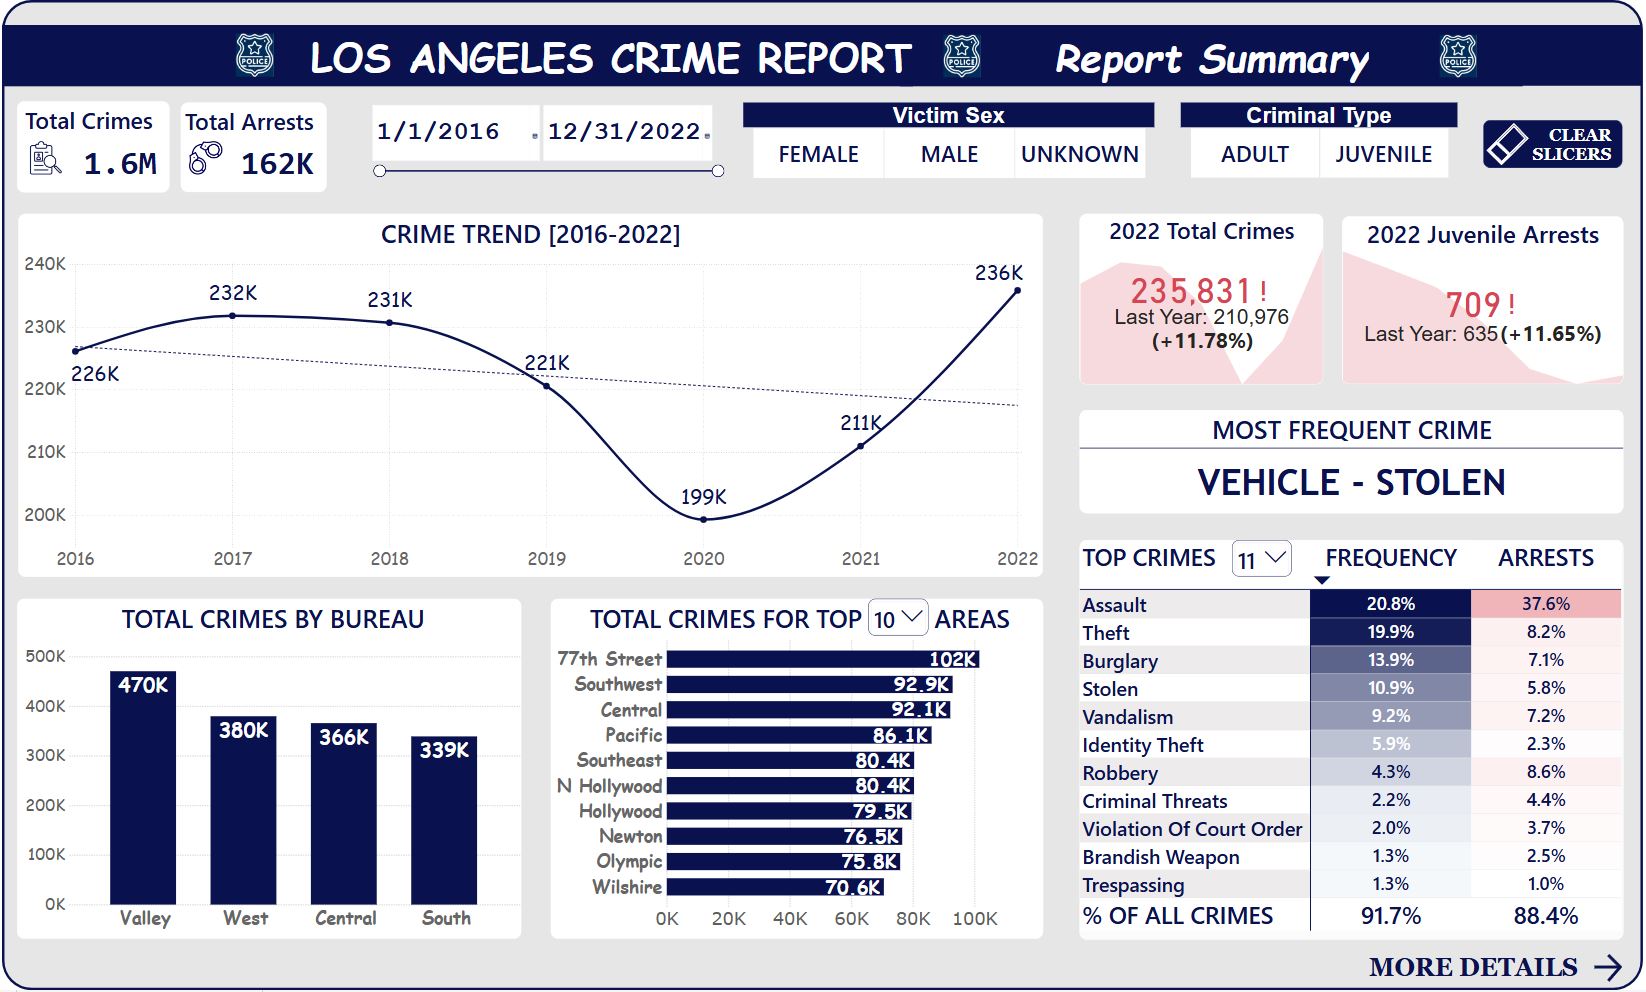 LOS ANGELES CRIME REPORT
Report Summary
POLICE
POLICE
POLICE
Total Crimes
1.6M
Total Arrests
162K
1/1/2016
12/31/2022
Victim Sex
FEMALE
MALE
UNKNOWN
Criminal Type
ADULT
JUVENILE
CLEAR
SLICERS
CRIME TREND [2016-2022]
240K
230K
220K
210K
200K
226K
232K
231K
221K
199K
211K
236K
2016
2017
2018
2019
2020
2021
2022
2022 Total Crimes
235,831!
Last Year: 210,976
(+11.78%)
2022 Juvenile Arrests
709!
Last Year: 635(+11.65%)
MOST FREQUENT CRIME
VEHICLE - STOLEN
TOTAL CRIMES BY BUREAU
500K
400K
300K
200K
100K
0K
470K
380K
366K
339K
Valley
West
Central
South
TOTAL CRIMES FOR TOP 10 AREAS
77th Street 102K
Southwest 92.9K
Central 92.1K
Pacific 86.1K
Southeast 80.4K
N Hollywood 80.4K
Hollywood 79.5K
Newton 76.5K
Olympic 75.8K
Wilshire 70.6K
0K 20K 40K 60K 80K 100K
TOP CRIMES 11 FREQUENCY ARRESTS
Assault 20.8% 37.6%
Theft 19.9% 8.2%
Burglary 13.9% 7.1%
Stolen 10.9% 5.8%
Vandalism 9.2% 7.2%
Identity Theft 5.9% 2.3%
Robbery 4.3% 8.6%
Criminal Threats 2.2% 4.4%
Violation Of Court Order 2.0% 3.7%
Brandish Weapon 1.3% 2.5%
Trespassing 1.3% 1.0%
% OF ALL CRIMES 91.7% 88.4%
MORE DETAILS